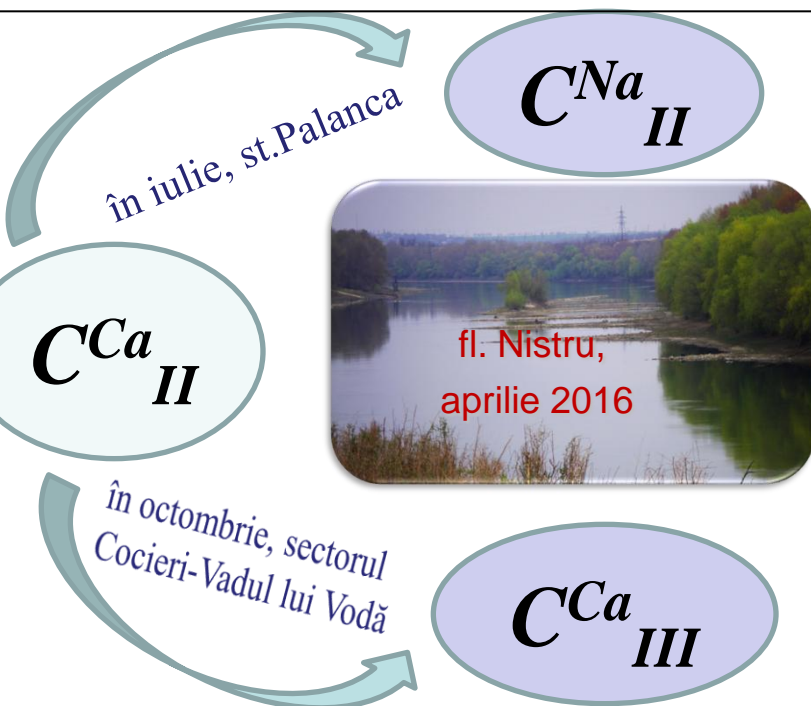 C^Na_II
în iulie, st.Palanca
C^Ca_II
fl. Nistru,
aprilie 2016
în octombrie, sectorul
Cocieri-Vadul lui Vodă
C^Ca_III